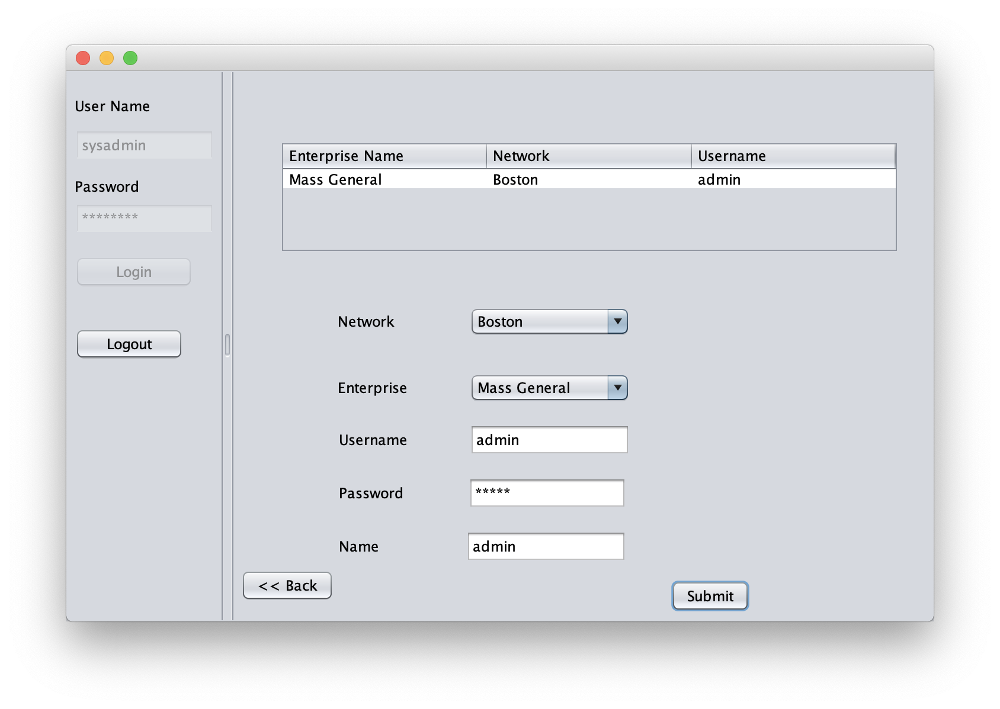 User Name
sysadmin
Password
********
Login
Logout
Enterprise Name Network Username
Mass General Boston admin
Network Boston
Enterprise Mass General
Username admin
Password *****
Name admin
<< Back
Submit